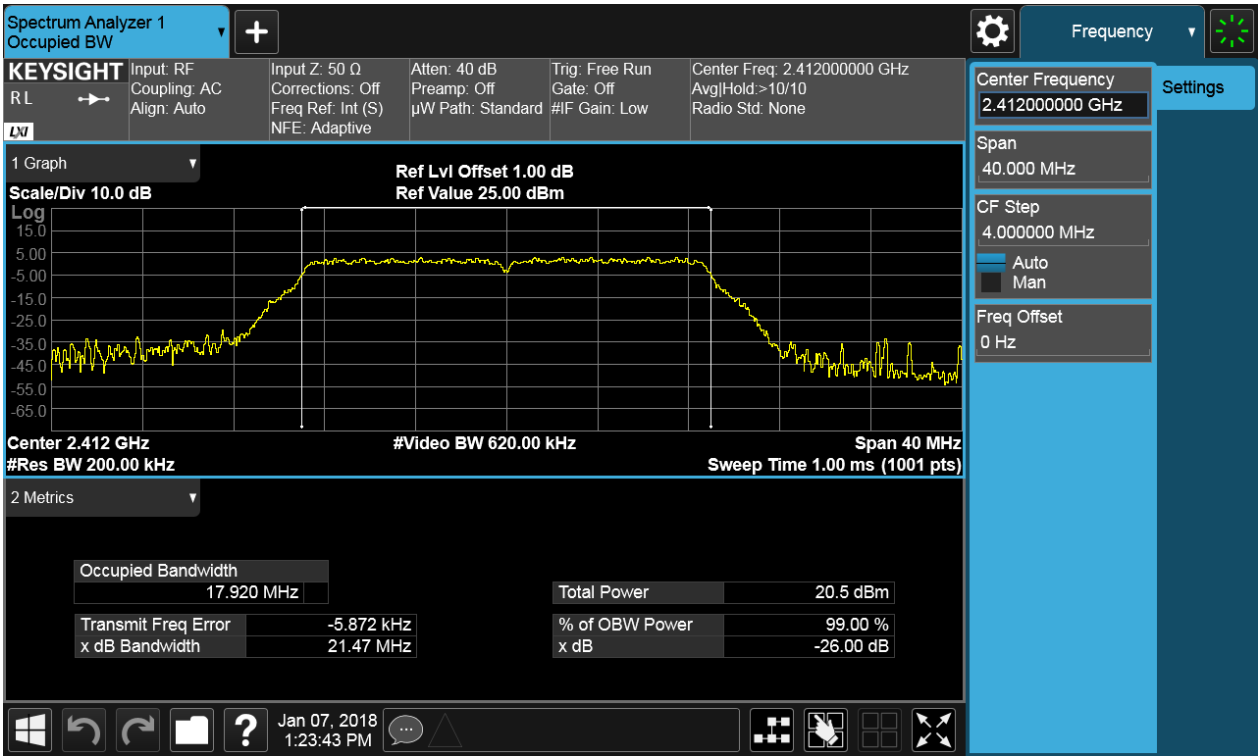 Spectrum Analyzer 1
Occupied BW
+
Frequency
KEYSIGHT
R L
LXI
Input: RF
Coupling: AC
Align: Auto
Input Z: 50 Ω
Corrections: Off
Freq Ref: Int (S)
NFE: Adaptive
Atten: 40 dB
Preamp: Off
µW Path: Standard
Trig: Free Run
Gate: Off
#IF Gain: Low
Center Freq: 2.412000000 GHz
Avg|Hold:>10/10
Radio Std: None
Center Frequency
2.412000000 GHz
Settings
Span
40.000 MHz
CF Step
4.000000 MHz
Auto
Man
Freq Offset
0 Hz
1 Graph
Scale/Div 10.0 dB
Ref Lvl Offset 1.00 dB
Ref Value 25.00 dBm
Log
15.0
5.00
-5.00
-15.0
-25.0
-35.0
-45.0
-55.0
-65.0
Center 2.412 GHz
#Video BW 620.00 kHz
Span 40 MHz
#Res BW 200.00 kHz
Sweep Time 1.00 ms (1001 pts)
2 Metrics
Occupied Bandwidth
17.920 MHz
Total Power 20.5 dBm
Transmit Freq Error -5.872 kHz
% of OBW Power 99.00 %
x dB Bandwidth 21.47 MHz
x dB -26.00 dB
?
Jan 07, 2018
1:23:43 PM